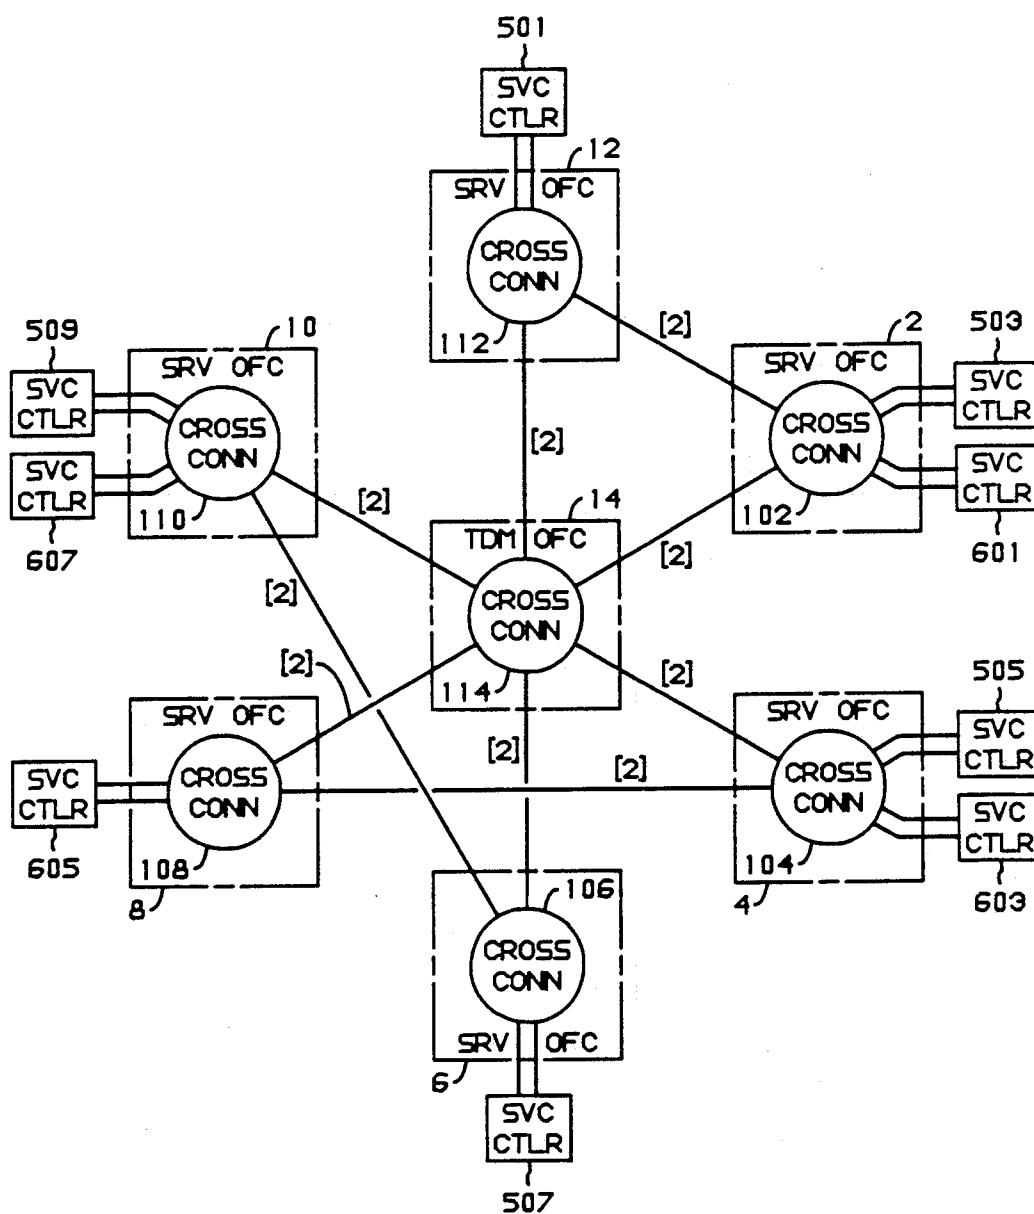 501
SVC
CTLR
12
SRV OFC
CROSS
CONN
112
[2]
[2]
509
SVC
CTLR
10
SRV OFC
CROSS
CONN
110
SVC
CTLR
607
[2]
[2]
2
SRV OFC
CROSS
CONN
102
503
SVC
CTLR
SVC
CTLR
601
[2]
14
TDM OFC
CROSS
CONN
114
[2]
[2]
[2]
[2]
SRV OFC
CROSS
CONN
108
8
SVC
CTLR
605
SRV OFC
CROSS
CONN
104
4
505
SVC
CTLR
SVC
CTLR
603
106
CROSS
CONN
SRV OFC
6
SVC
CTLR
507